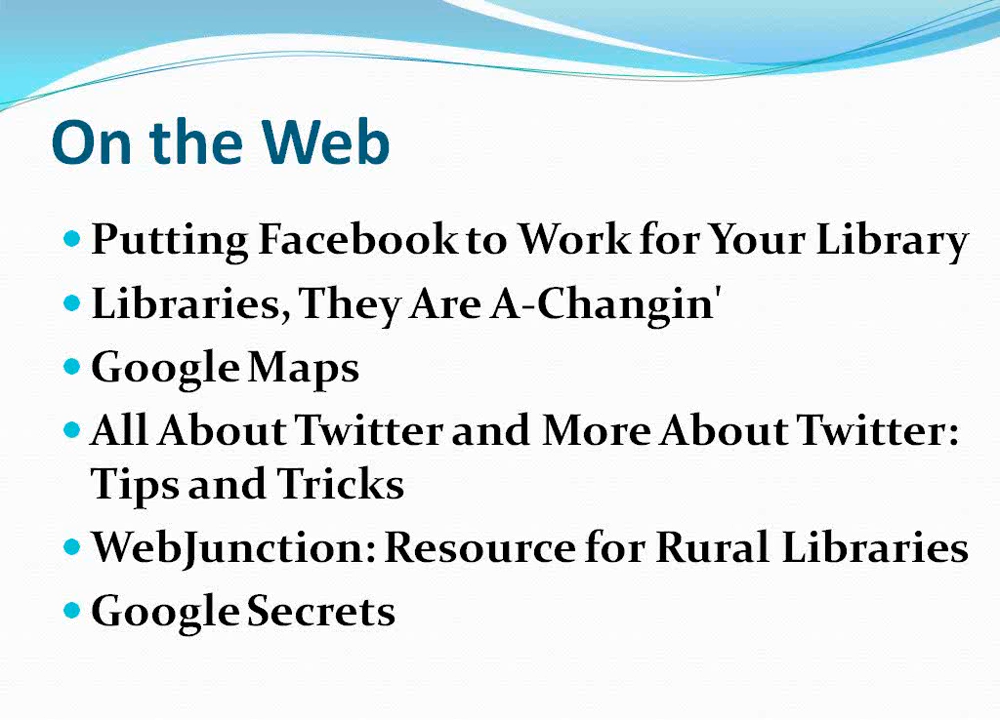 On the Web
• Putting Facebook to Work for Your Library
• Libraries, They Are A-Changin'
• Google Maps
• All About Twitter and More About Twitter:
Tips and Tricks
• WebJunction: Resource for Rural Libraries
• Google Secrets